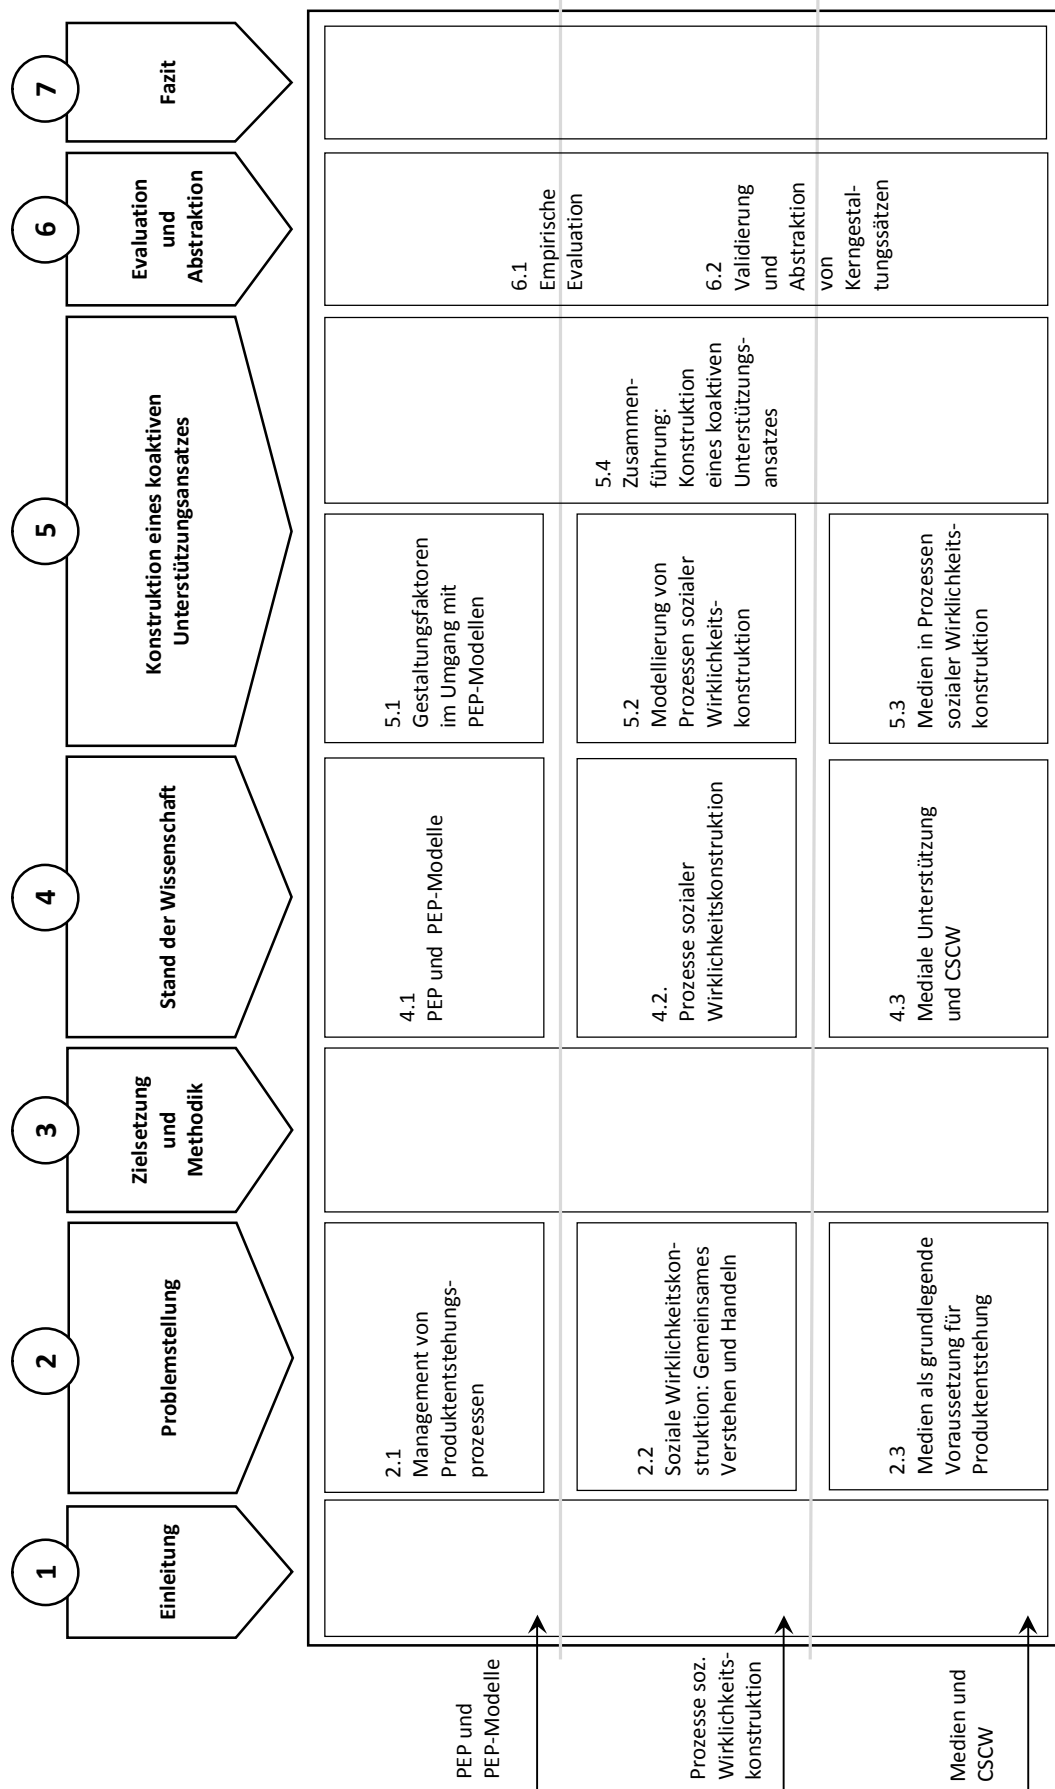 1
Einleitung
2
Problemstellung
3
Zielsetzung
und
Methodik
4
Stand der Wissenschaft
5
Konstruktion eines koaktiven
Unterstützungsansatzes
6
Evaluation
und
Abstraktion
7
Fazit
PEP und
PEP-Modelle
2.1
Management von
Produktentstehungs-
prozessen
4.1
PEP und PEP-Modelle
5.1
Gestaltungsfaktoren
im Umgang mit
PEP-Modellen
Prozesse soz.
Wirklichkeits-
konstruktion
2.2
Soziale Wirklichkeitskon-
struktion: Gemeinsames
Verstehen und Handeln
4.2.
Prozesse sozialer
Wirklichkeitskonstruktion
5.2
Modellierung von
Prozessen sozialer
Wirklichkeits-
konstruktion
Medien und
CSCW
2.3
Medien als grundlegende
Voraussetzung für
Produktentstehung
4.3
Mediale Unterstützung
und CSCW
5.3
Medien in Prozessen
sozialer Wirklichkeits-
konstruktion
5.4
Zusammen-
führung:
Konstruktion
eines koaktiven
Unterstützungs-
ansatzes
6.1
Empirische
Evaluation
6.2
Validierung
und
Abstraktion
von
Kerngestal-
tungssätzen